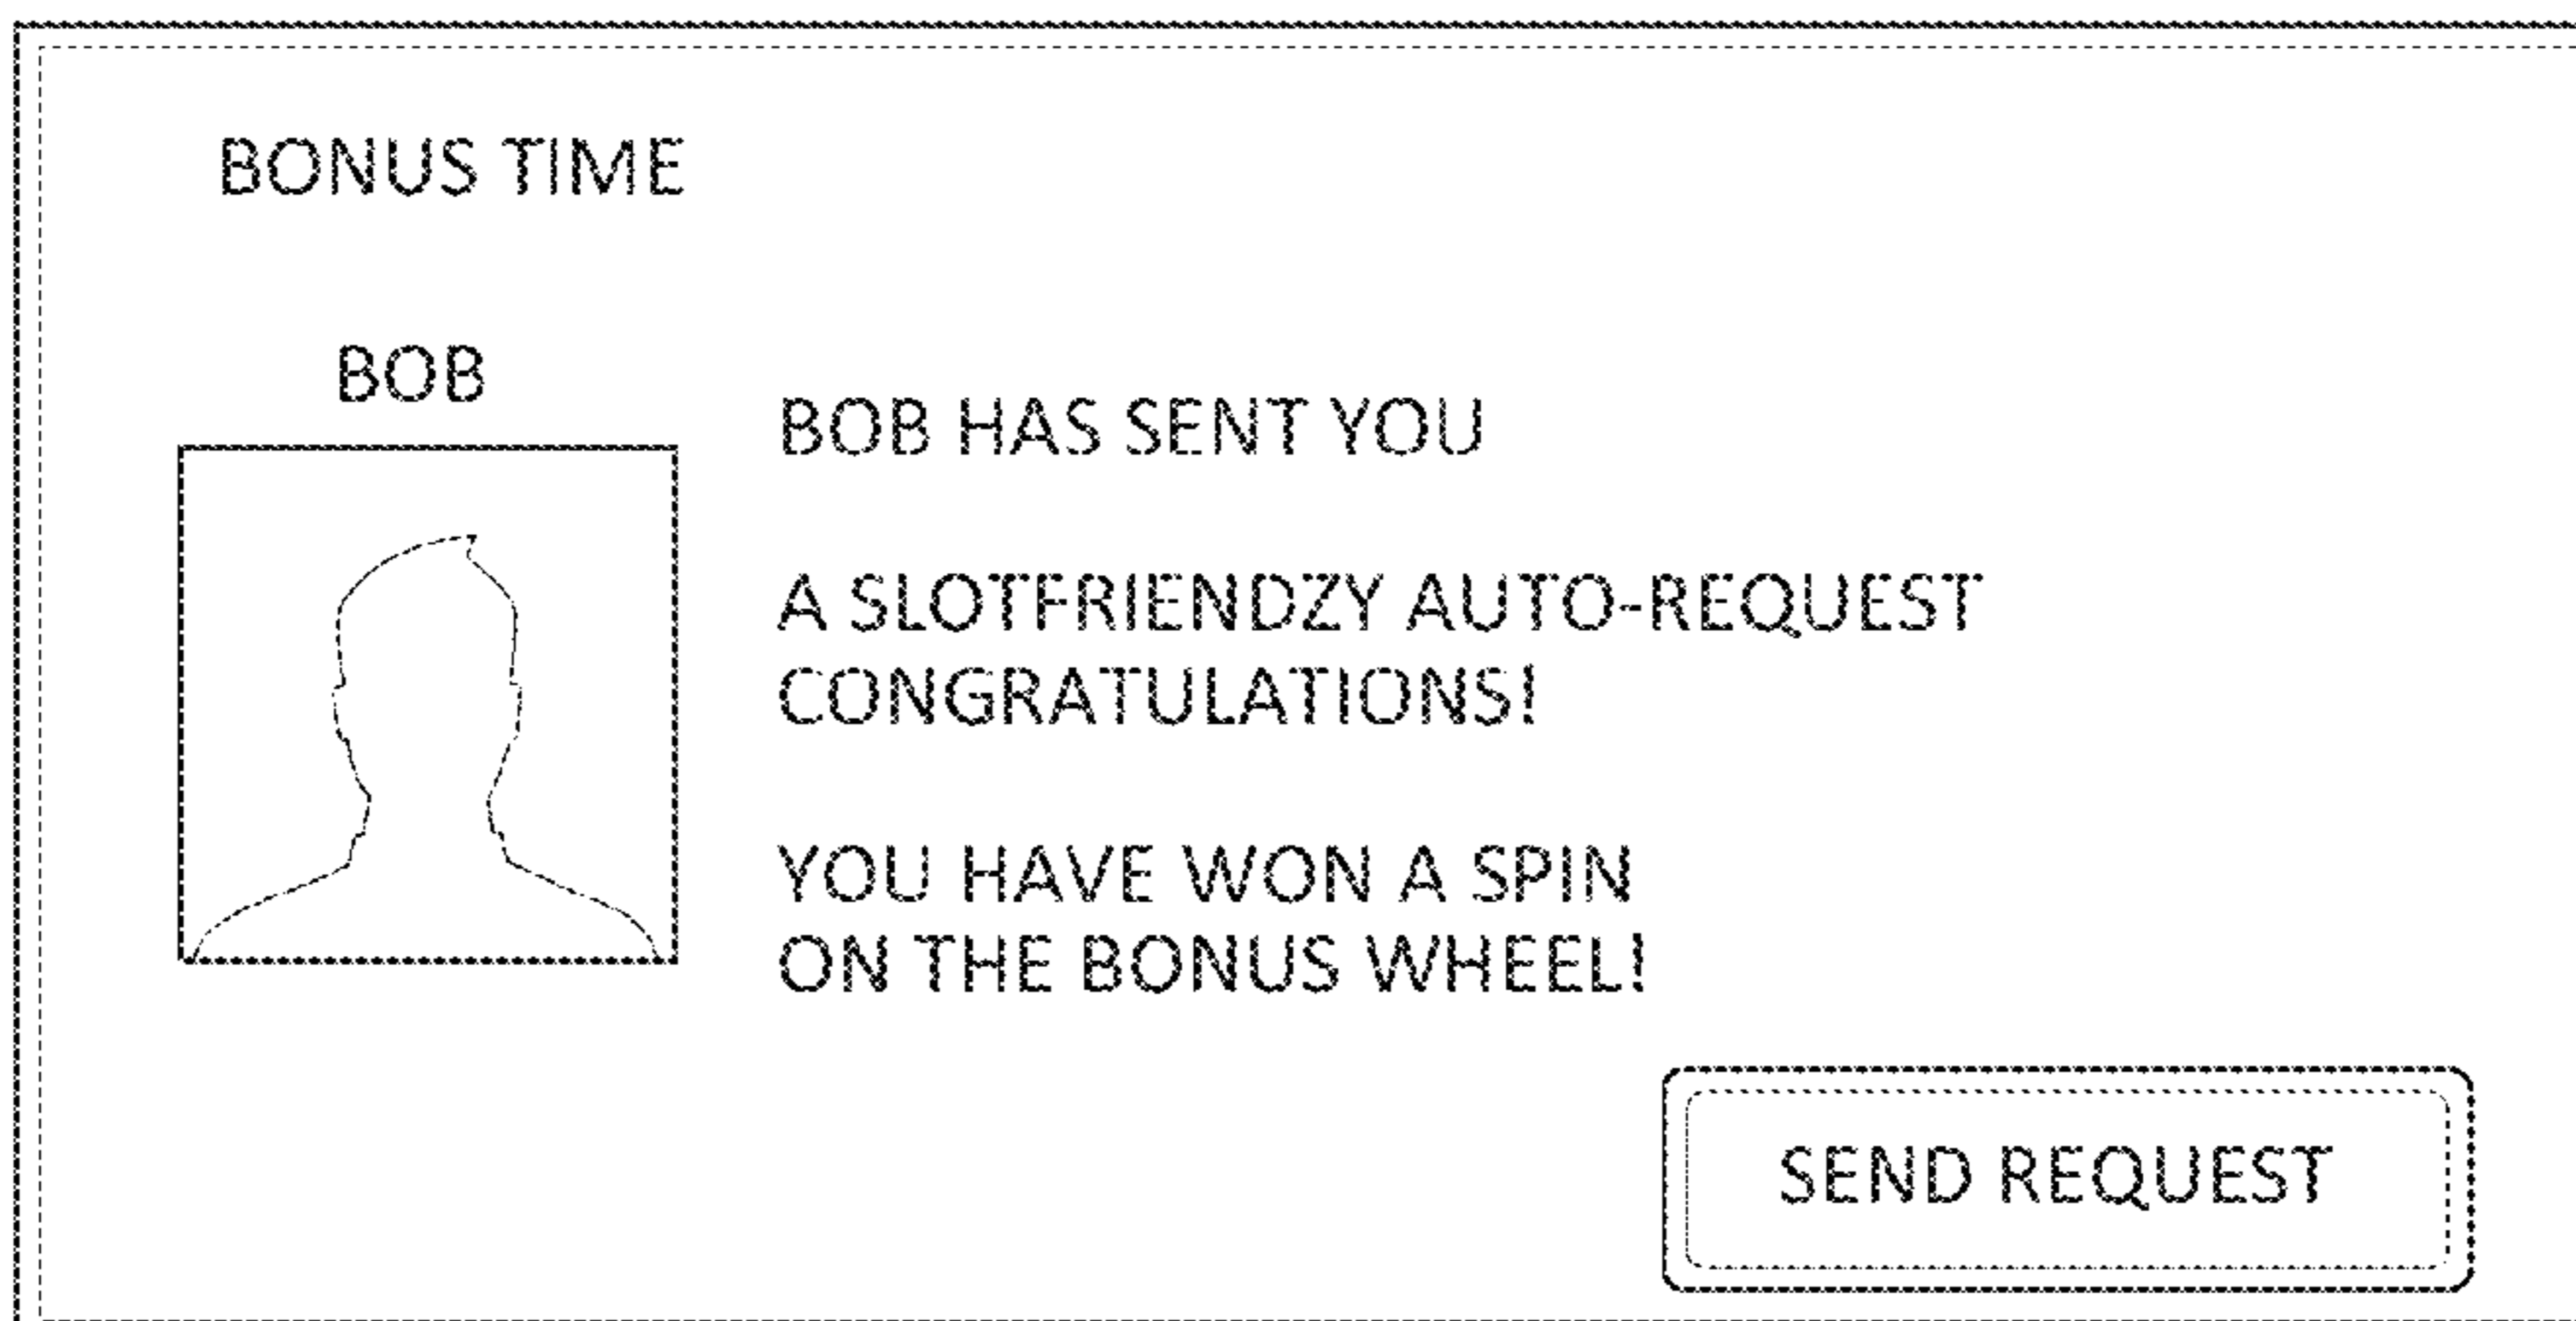 BONUS TIME
BOB
BOB HAS SENT YOU
A SLOTFRIENDZY AUTO-REQUEST
CONGRATULATIONS!
YOU HAVE WON A SPIN
ON THE BONUS WHEEL!
SEND REQUEST